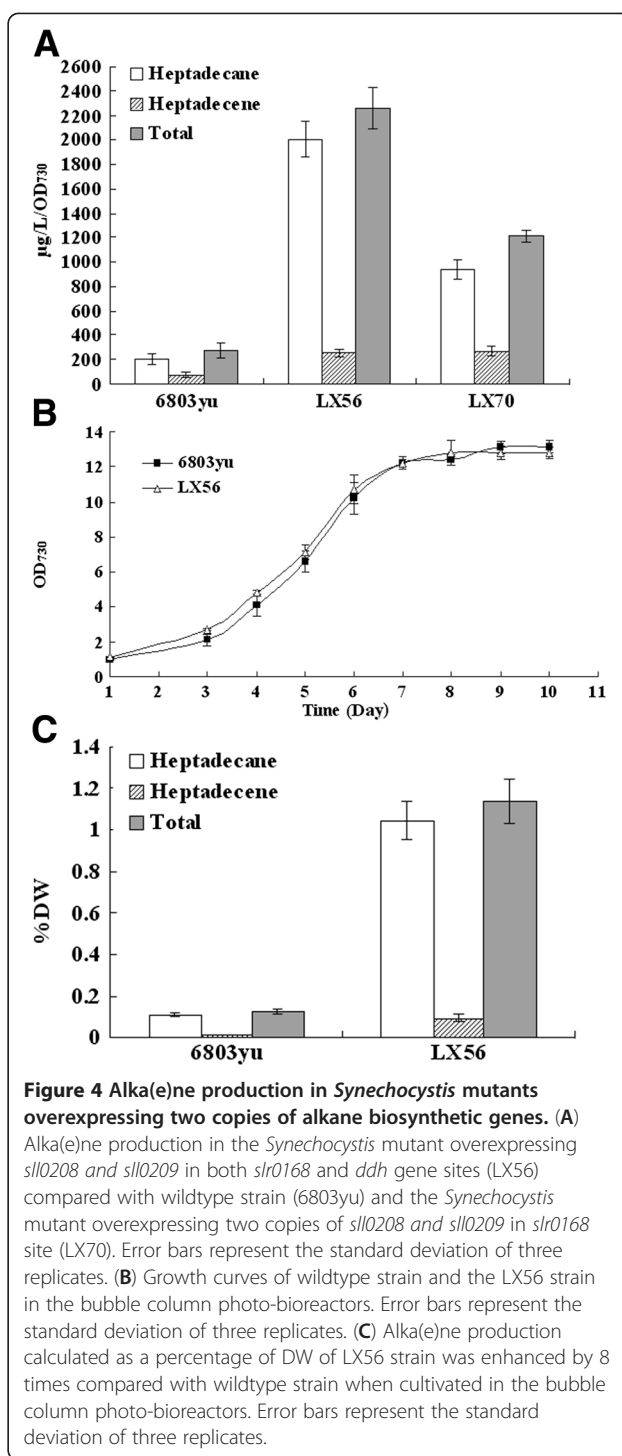 A
2600
2400
2200
2000
1800
1600
1400
1200
1000
800
600
400
200
0
µg/L/OD730
Heptadecane
Heptadecene
Total
6803yu LX56 LX70
B
14
12
10
8
6
4
2
0
OD730
6803yu
LX56
1 2 3 4 5 6 7 8 9 10 11
Time (Day)
C
1.4
1.2
1
0.8
0.6
0.4
0.2
0
%DW
Heptadecane
Heptadecene
Total
6803yu LX56
Figure 4 Alka(e)ne production in Synechocystis mutants
overexpressing two copies of alkane biosynthetic genes. (A)
Alka(e)ne production in the Synechocystis mutant overexpressing
sll0208 and sll0209 in both slr0168 and ddh gene sites (LX56)
compared with wildtype strain (6803yu) and the Synechocystis
mutant overexpressing two copies of sll0208 and sll0209 in slr0168
site (LX70). Error bars represent the standard deviation of three
replicates. (B) Growth curves of wildtype strain and the LX56 strain
in the bubble column photo-bioreactors. Error bars represent the
standard deviation of three replicates. (C) Alka(e)ne production
calculated as a percentage of DW of LX56 strain was enhanced by 8
times compared with wildtype strain when cultivated in the bubble
column photo-bioreactors. Error bars represent the standard
deviation of three replicates.